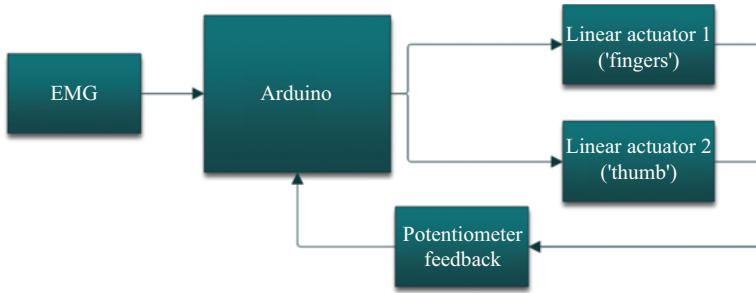 EMG
Arduino
Linear actuator 1
('fingers')
Linear actuator 2
('thumb')
Potentiometer
feedback